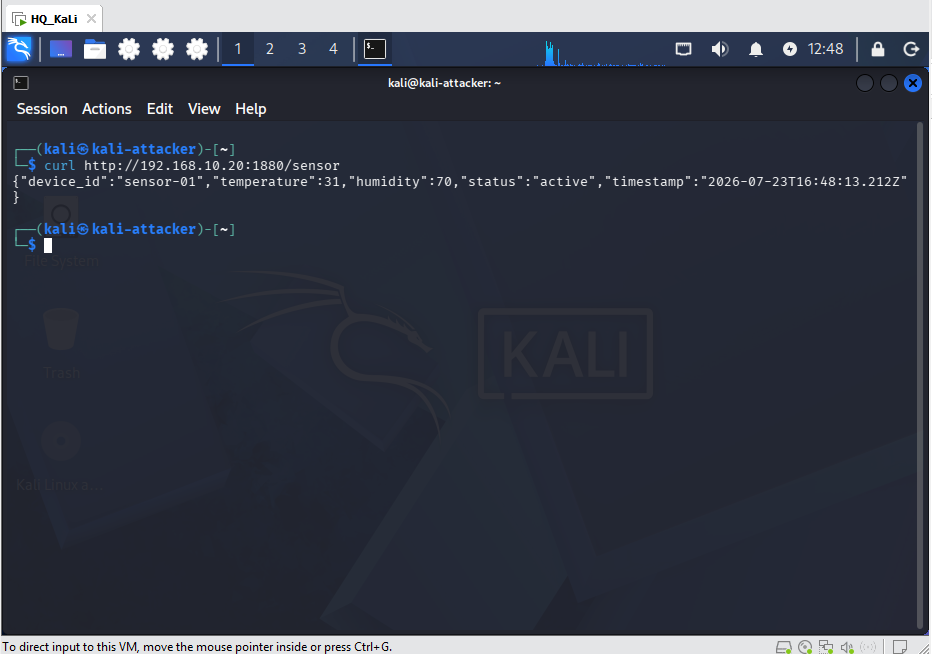 HQ_KaLi
1 2 3 4 12:48
kali@kali-attacker: ~
Session Actions Edit View Help
┌──(kali㉿kali-attacker)-[~]
└─$ curl http://192.168.10.20:1880/sensor
{"device_id":"sensor-01","temperature":31,"humidity":70,"status":"active","timestamp":"2026-07-23T16:48:13.212Z"
}
┌──(kali㉿kali-attacker)-[~]
└─$
File System
KALI
Trash
Kali Linux a...
To direct input to this VM, move the mouse pointer inside or press Ctrl+G.